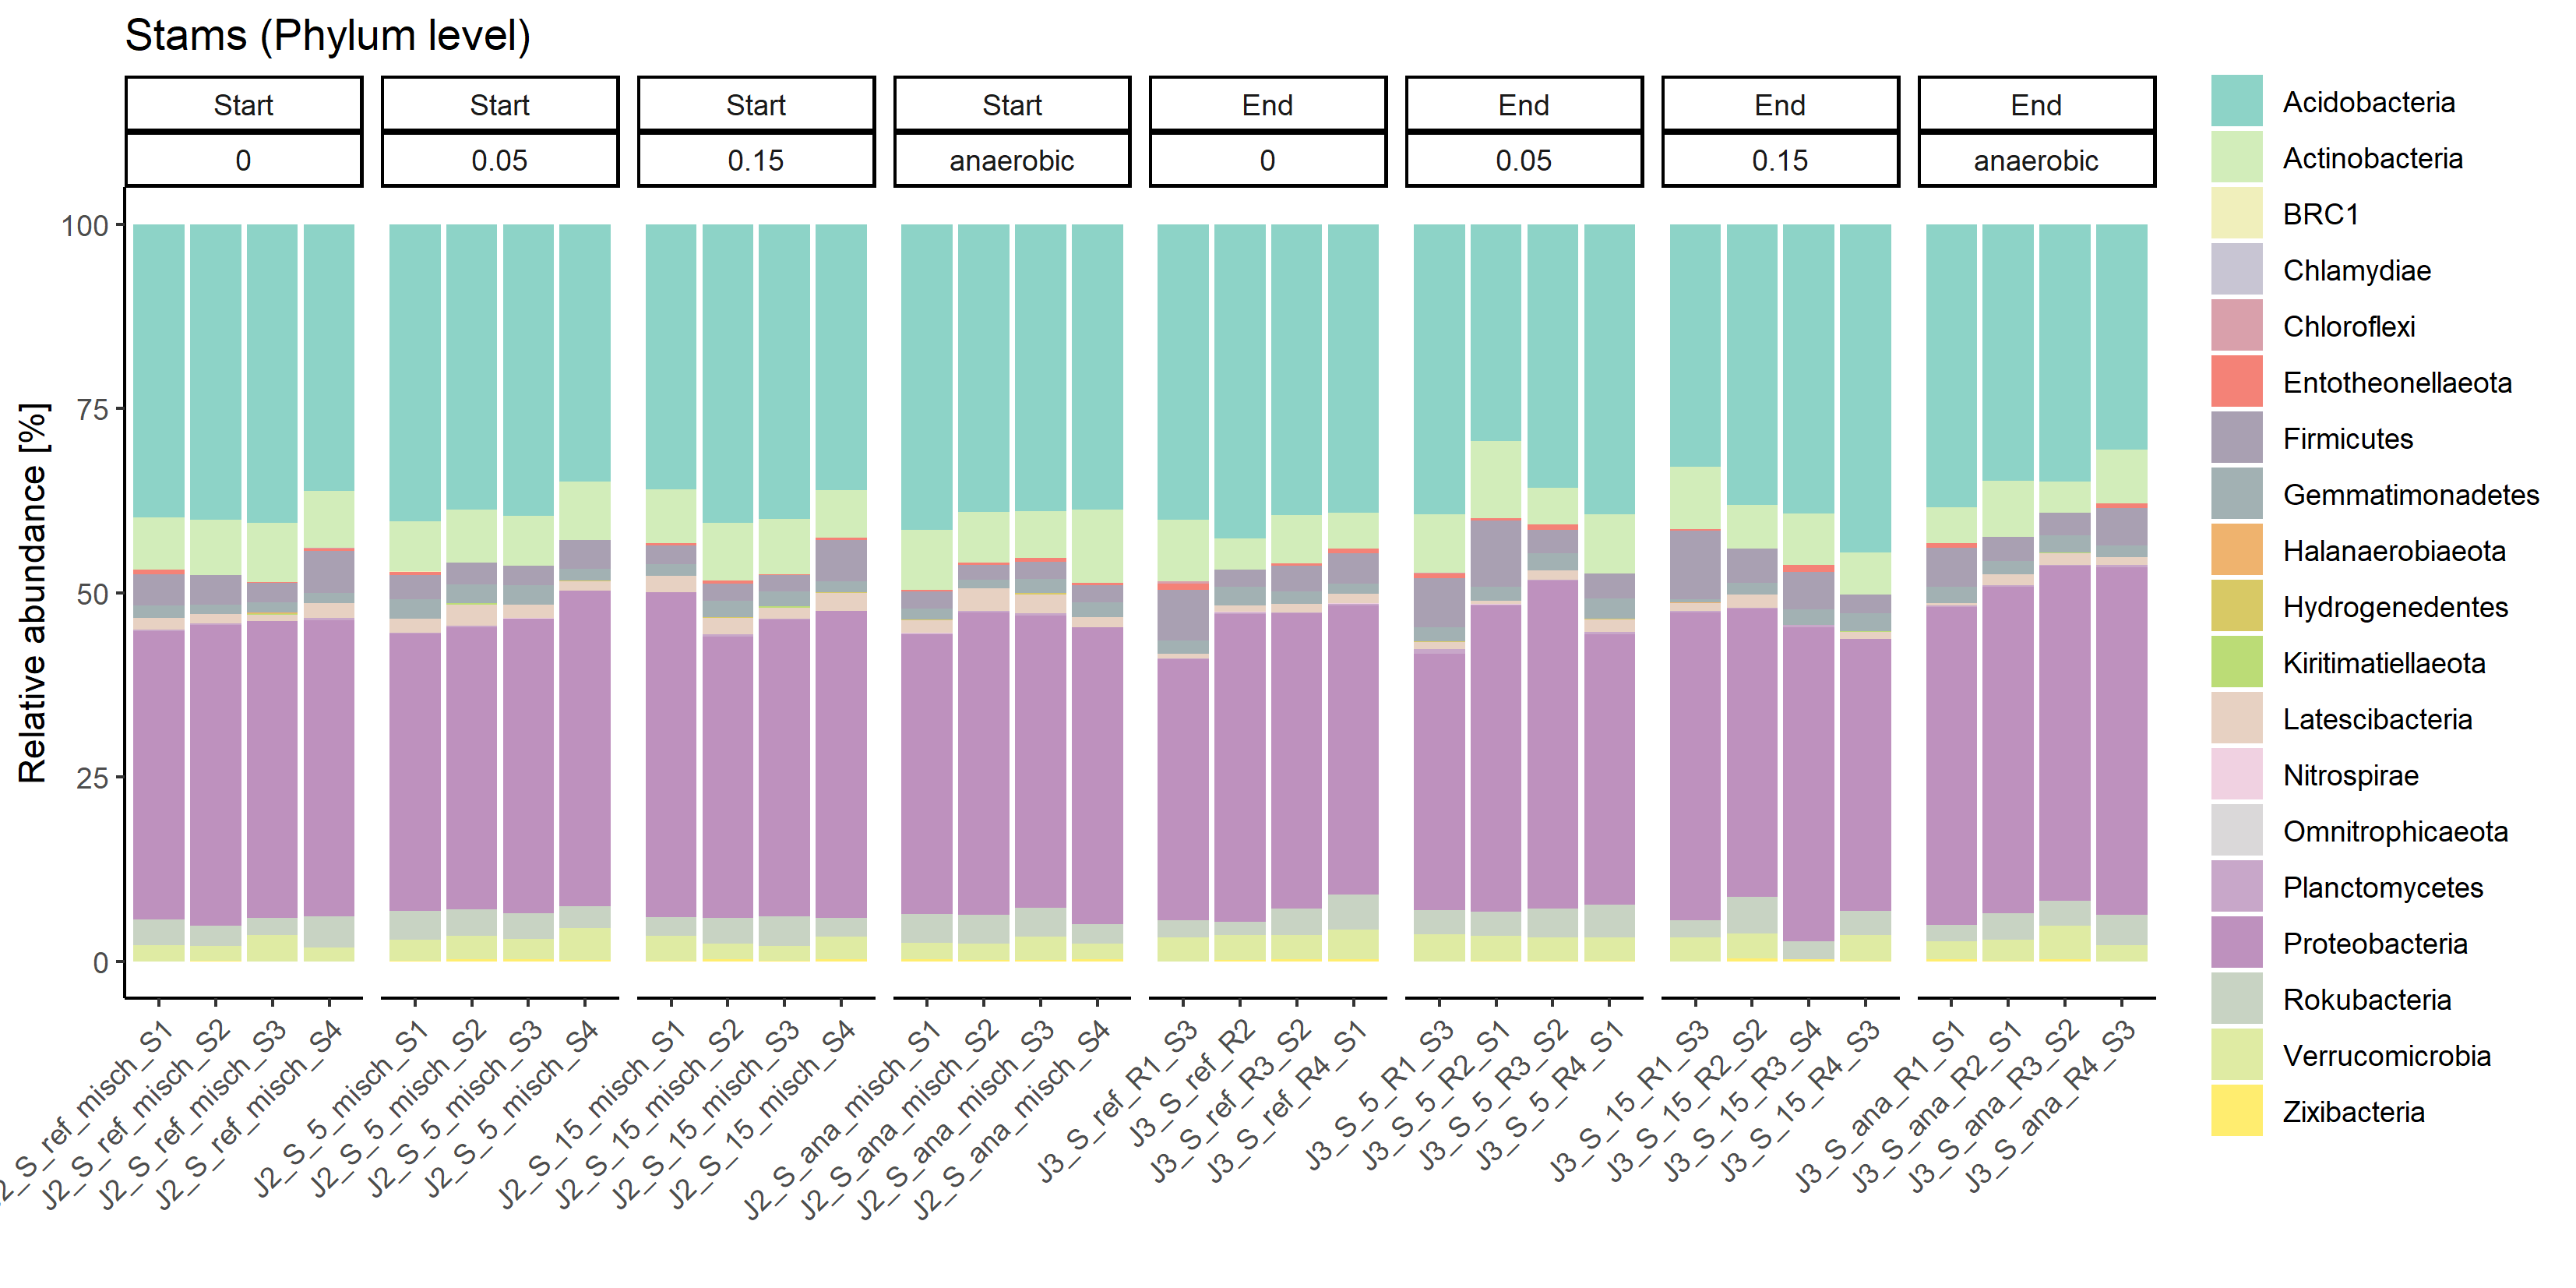 Stams (Phylum level)
Start Start Start Start End End End End
0 0.05 0.15 anaerobic 0 0.05 0.15 anaerobic
Relative abundance [%]
100
75
50
25
0
J2_S_ref_misch_S1
J2_S_ref_misch_S2
J2_S_ref_misch_S3
J2_S_ref_misch_S4
J2_S_5_misch_S1
J2_S_5_misch_S2
J2_S_5_misch_S3
J2_S_5_misch_S4
J2_S_15_misch_S1
J2_S_15_misch_S2
J2_S_15_misch_S3
J2_S_15_misch_S4
J2_S_ana_misch_S1
J2_S_ana_misch_S2
J2_S_ana_misch_S3
J2_S_ana_misch_S4
J3_S_ref_R1_S3
J3_S_ref_R2
J3_S_ref_R3_S2
J3_S_ref_R4_S1
J3_S_5_R1_S3
J3_S_5_R2_S1
J3_S_5_R3_S2
J3_S_5_R4_S1
J3_S_15_R1_S3
J3_S_15_R2_S2
J3_S_15_R3_S4
J3_S_15_R4_S3
J3_S_ana_R1_S1
J3_S_ana_R2_S1
J3_S_ana_R3_S2
J3_S_ana_R4_S3
Acidobacteria
Actinobacteria
BRC1
Chlamydiae
Chloroflexi
Entotheonellaeota
Firmicutes
Gemmatimonadetes
Halanaerobiaeota
Hydrogenedentes
Kiritimatiellaeota
Latescibacteria
Nitrospirae
Omnitrophicaeota
Planctomycetes
Proteobacteria
Rokubacteria
Verrucomicrobia
Zixibacteria